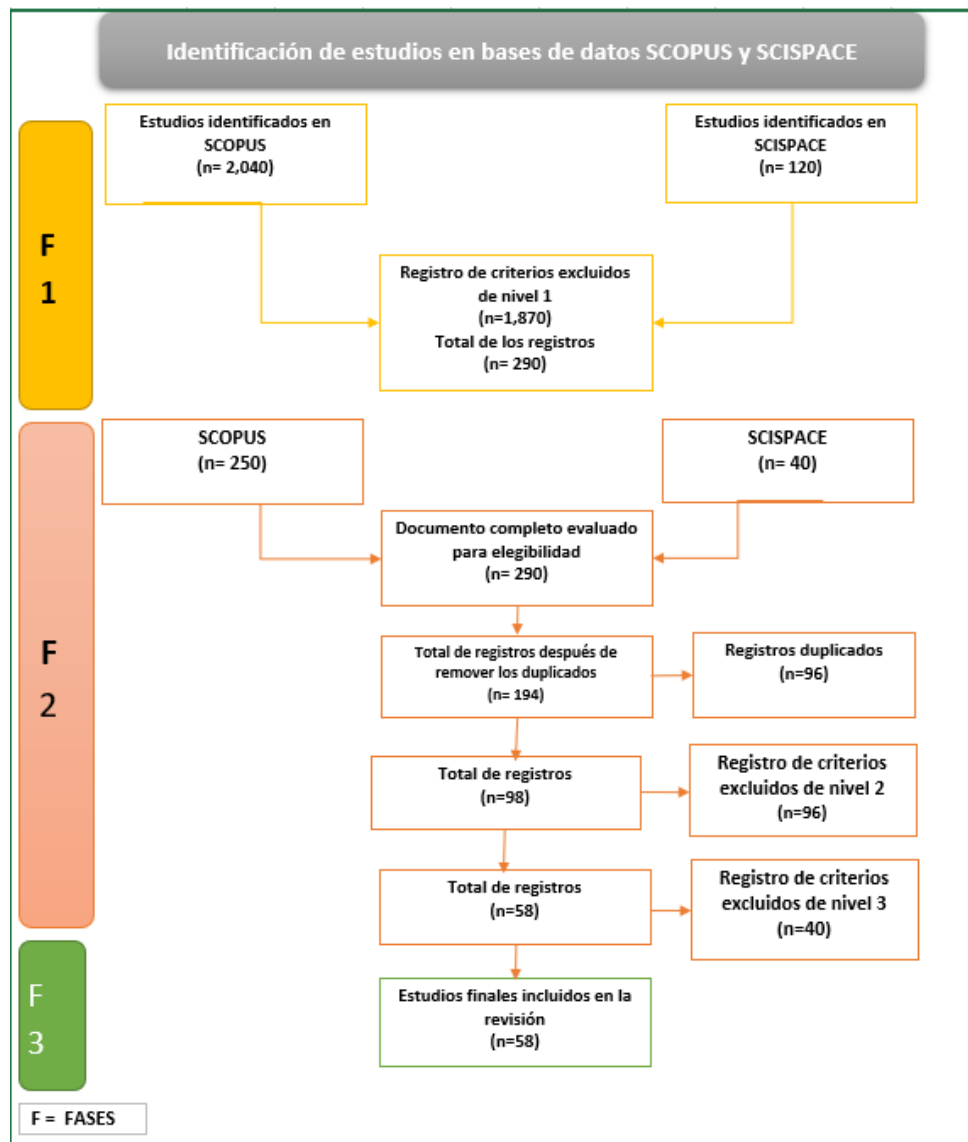 Identificación de estudios en bases de datos SCOPUS y SCISPACE
Estudios identificados en
SCOPUS
(n= 2,040)
Estudios identificados en
SCISPACE
(n= 120)
F
1
Registro de criterios excluidos
de nivel 1
(n=1,870)
Total de los registros
(n= 290)
SCOPUS
(n= 250)
SCISPACE
(n= 40)
F
2
Documento completo evaluado
para elegibilidad
(n= 290)
Total de registros después de
remover los duplicados
(n= 194)
Registros duplicados
(n=96)
Total de registros
(n=98)
Registro de criterios
excluidos de nivel 2
(n=96)
Total de registros
(n=58)
Registro de criterios
excluidos de nivel 3
(n=40)
F
3
Estudios finales incluidos en la
revisión
(n=58)
F = FASES